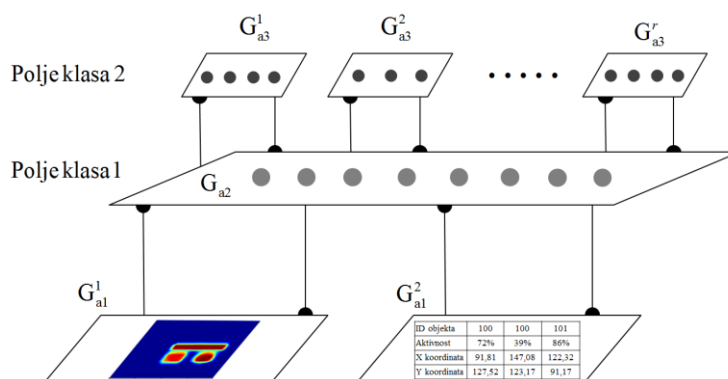 G¹ₐ₃ G²ₐ₃ Gʳₐ₃
Polje klasa 2
Polje klasa 1
Gₐ₂
G¹ₐ₁ G²ₐ₁
ID objekta 100 100 101
Aktivnost 72% 39% 86%
X koordinata 91,81 147,08 122,32
Y koordinata 127,52 123,17 91,17